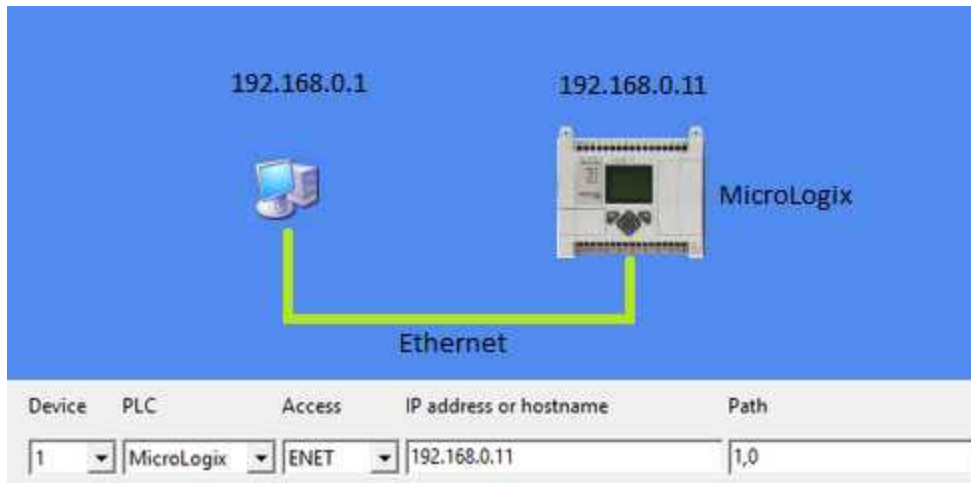 192.168.0.1 192.168.0.11
MicroLogix
Ethernet
Device PLC Access IP address or hostname Path
1 MicroLogix ENET 192.168.0.11 1,0